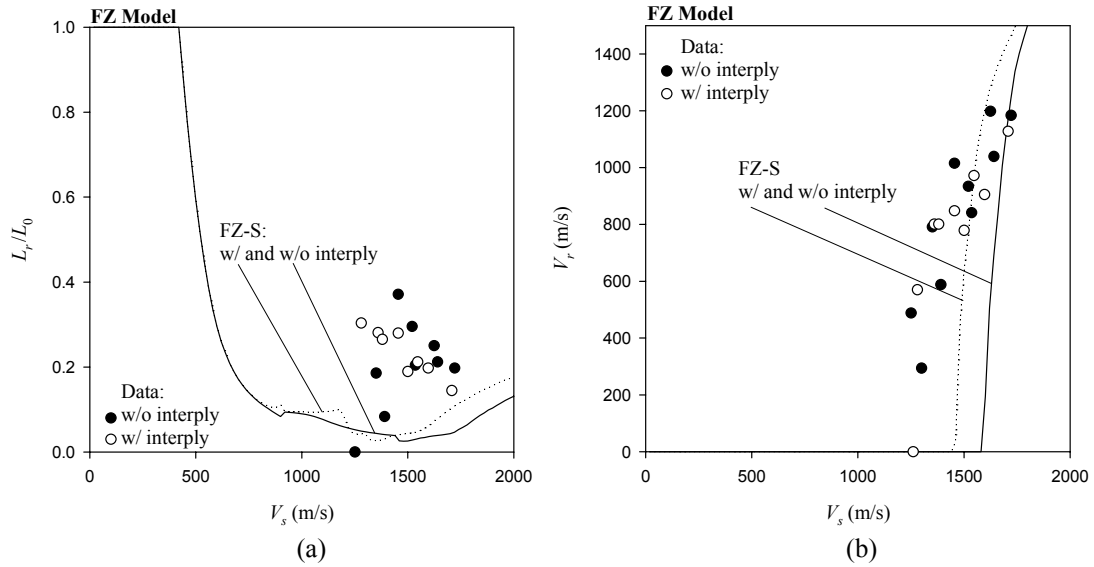 FZ Model
1.0
0.8
0.6
0.4
0.2
0.0
L_r/L_0
FZ-S:
w/ and w/o interply
Data:
w/o interply
w/ interply
0
500
1000
1500
2000
V_s (m/s)
(a)
FZ Model
1400
1200
1000
800
600
400
200
0
V_r (m/s)
Data:
w/o interply
w/ interply
FZ-S
w/ and w/o interply
0
500
1000
1500
2000
V_s (m/s)
(b)